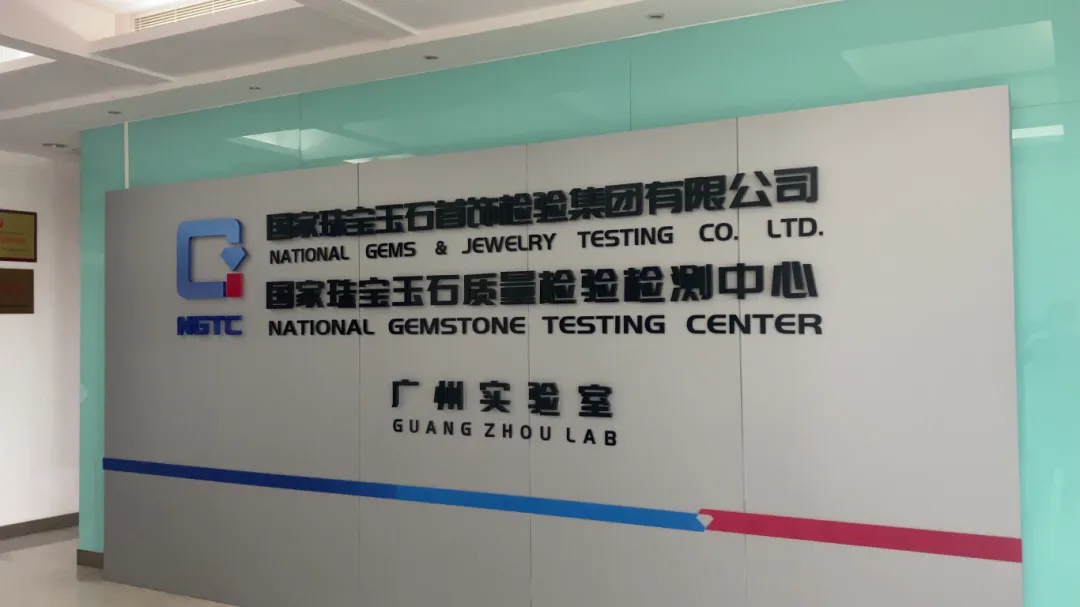 国家珠宝玉石首饰检验集团有限公司
NATIONAL GEMS & JEWELRY TESTING CO. LTD.
国家珠宝玉石质量检验检测中心
NGTC
NATIONAL GEMSTONE TESTING CENTER
广州实验室
GUANG ZHOU LAB